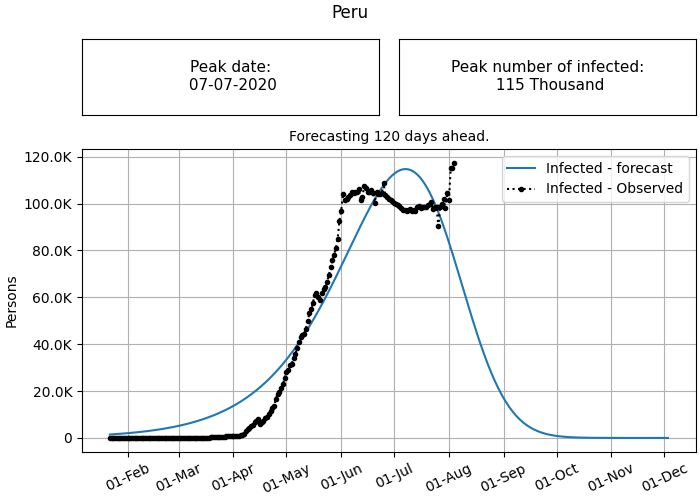 Peru
Peak date:
07-07-2020
Peak number of infected:
115 Thousand
Forecasting 120 days ahead.
Infected - forecast
Infected - Observed
120.0K
100.0K
80.0K
60.0K
40.0K
20.0K
0
Persons
01-Feb 01-Mar 01-Apr 01-May 01-Jun 01-Jul 01-Aug 01-Sep 01-Oct 01-Nov 01-Dec